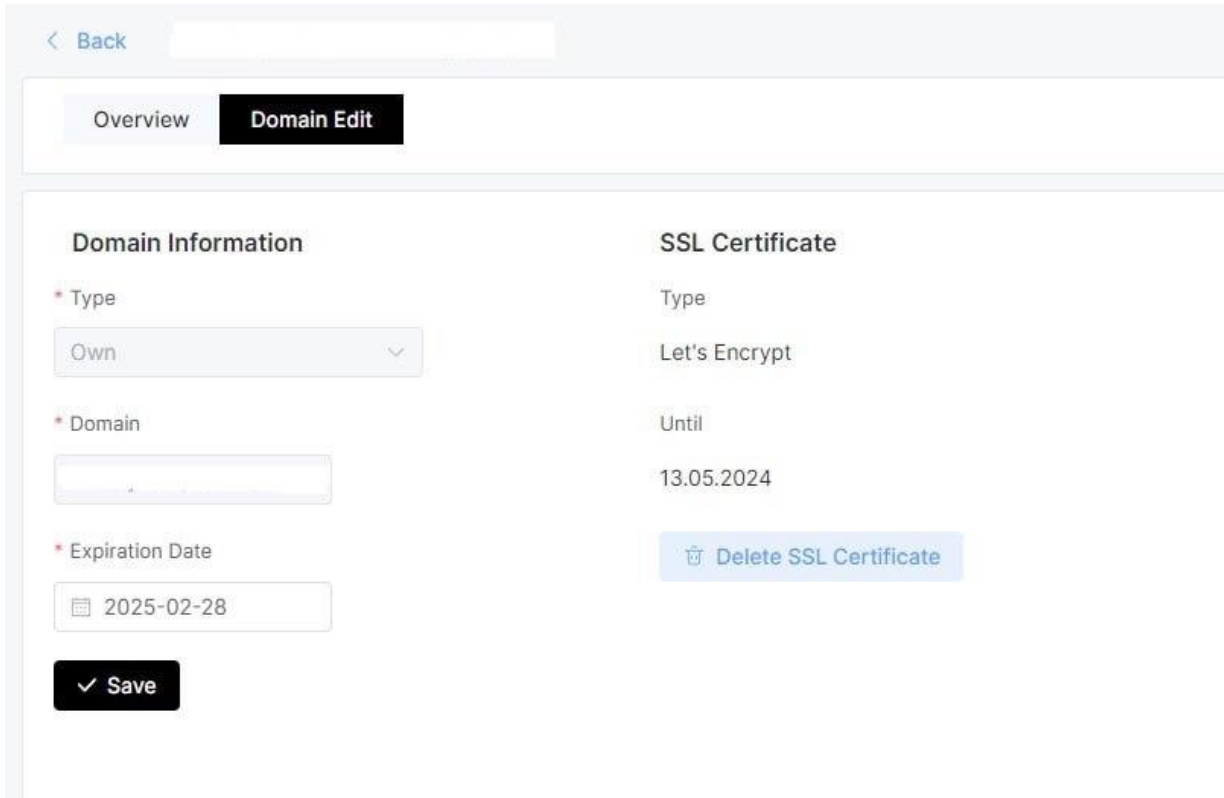 Back
Overview
Domain Edit
Domain Information
* Type
Own
* Domain
* Expiration Date
2025-02-28
Save
SSL Certificate
Type
Let's Encrypt
Until
13.05.2024
Delete SSL Certificate